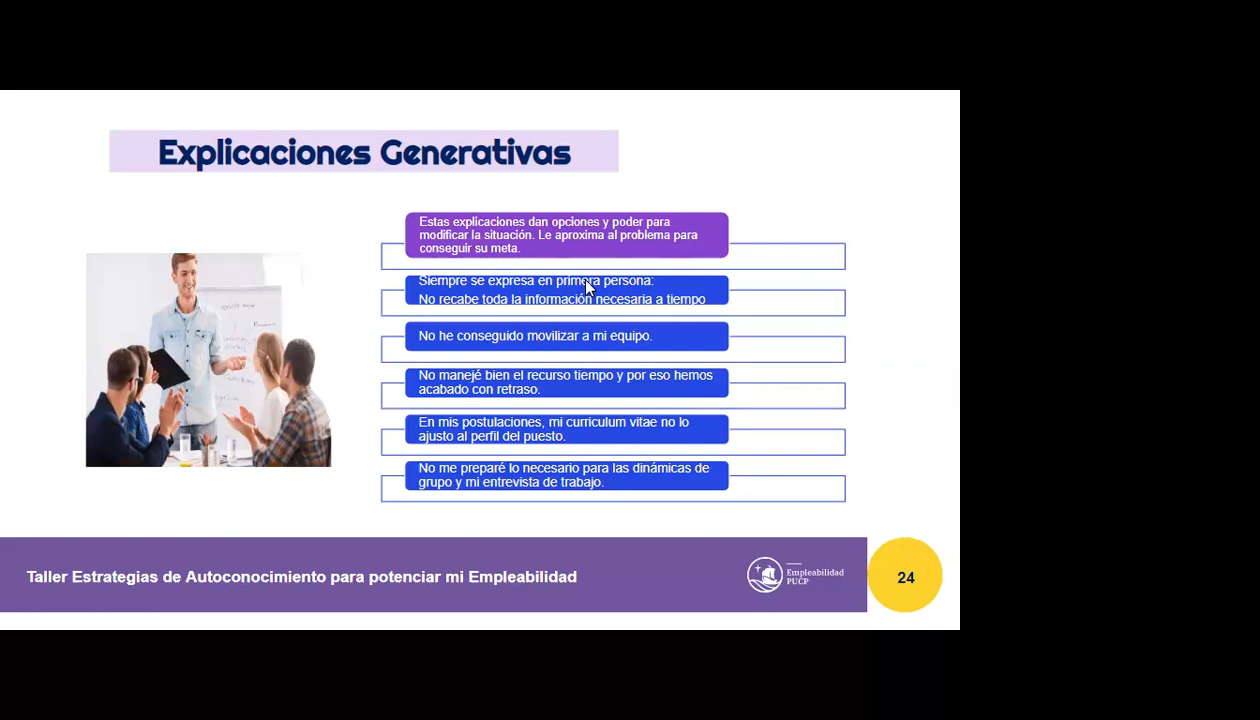 Explicaciones Generativas
Estas explicaciones dan opciones y poder para
modificar la situación. Le aproxima al problema para
conseguir su meta.
Siempre se expresa en primera persona:
No recabe toda la información necesaria a tiempo
No he conseguido movilizar a mi equipo.
No manejé bien el recurso tiempo y por eso hemos
acabado con retraso.
En mis postulaciones, mi curriculum vitae no lo
ajusto al perfil del puesto.
No me preparé lo necesario para las dinámicas de
grupo y mi entrevista de trabajo.
Taller Estrategias de Autoconocimiento para potenciar mi Empleabilidad
Empleabilidad
PUCP
24